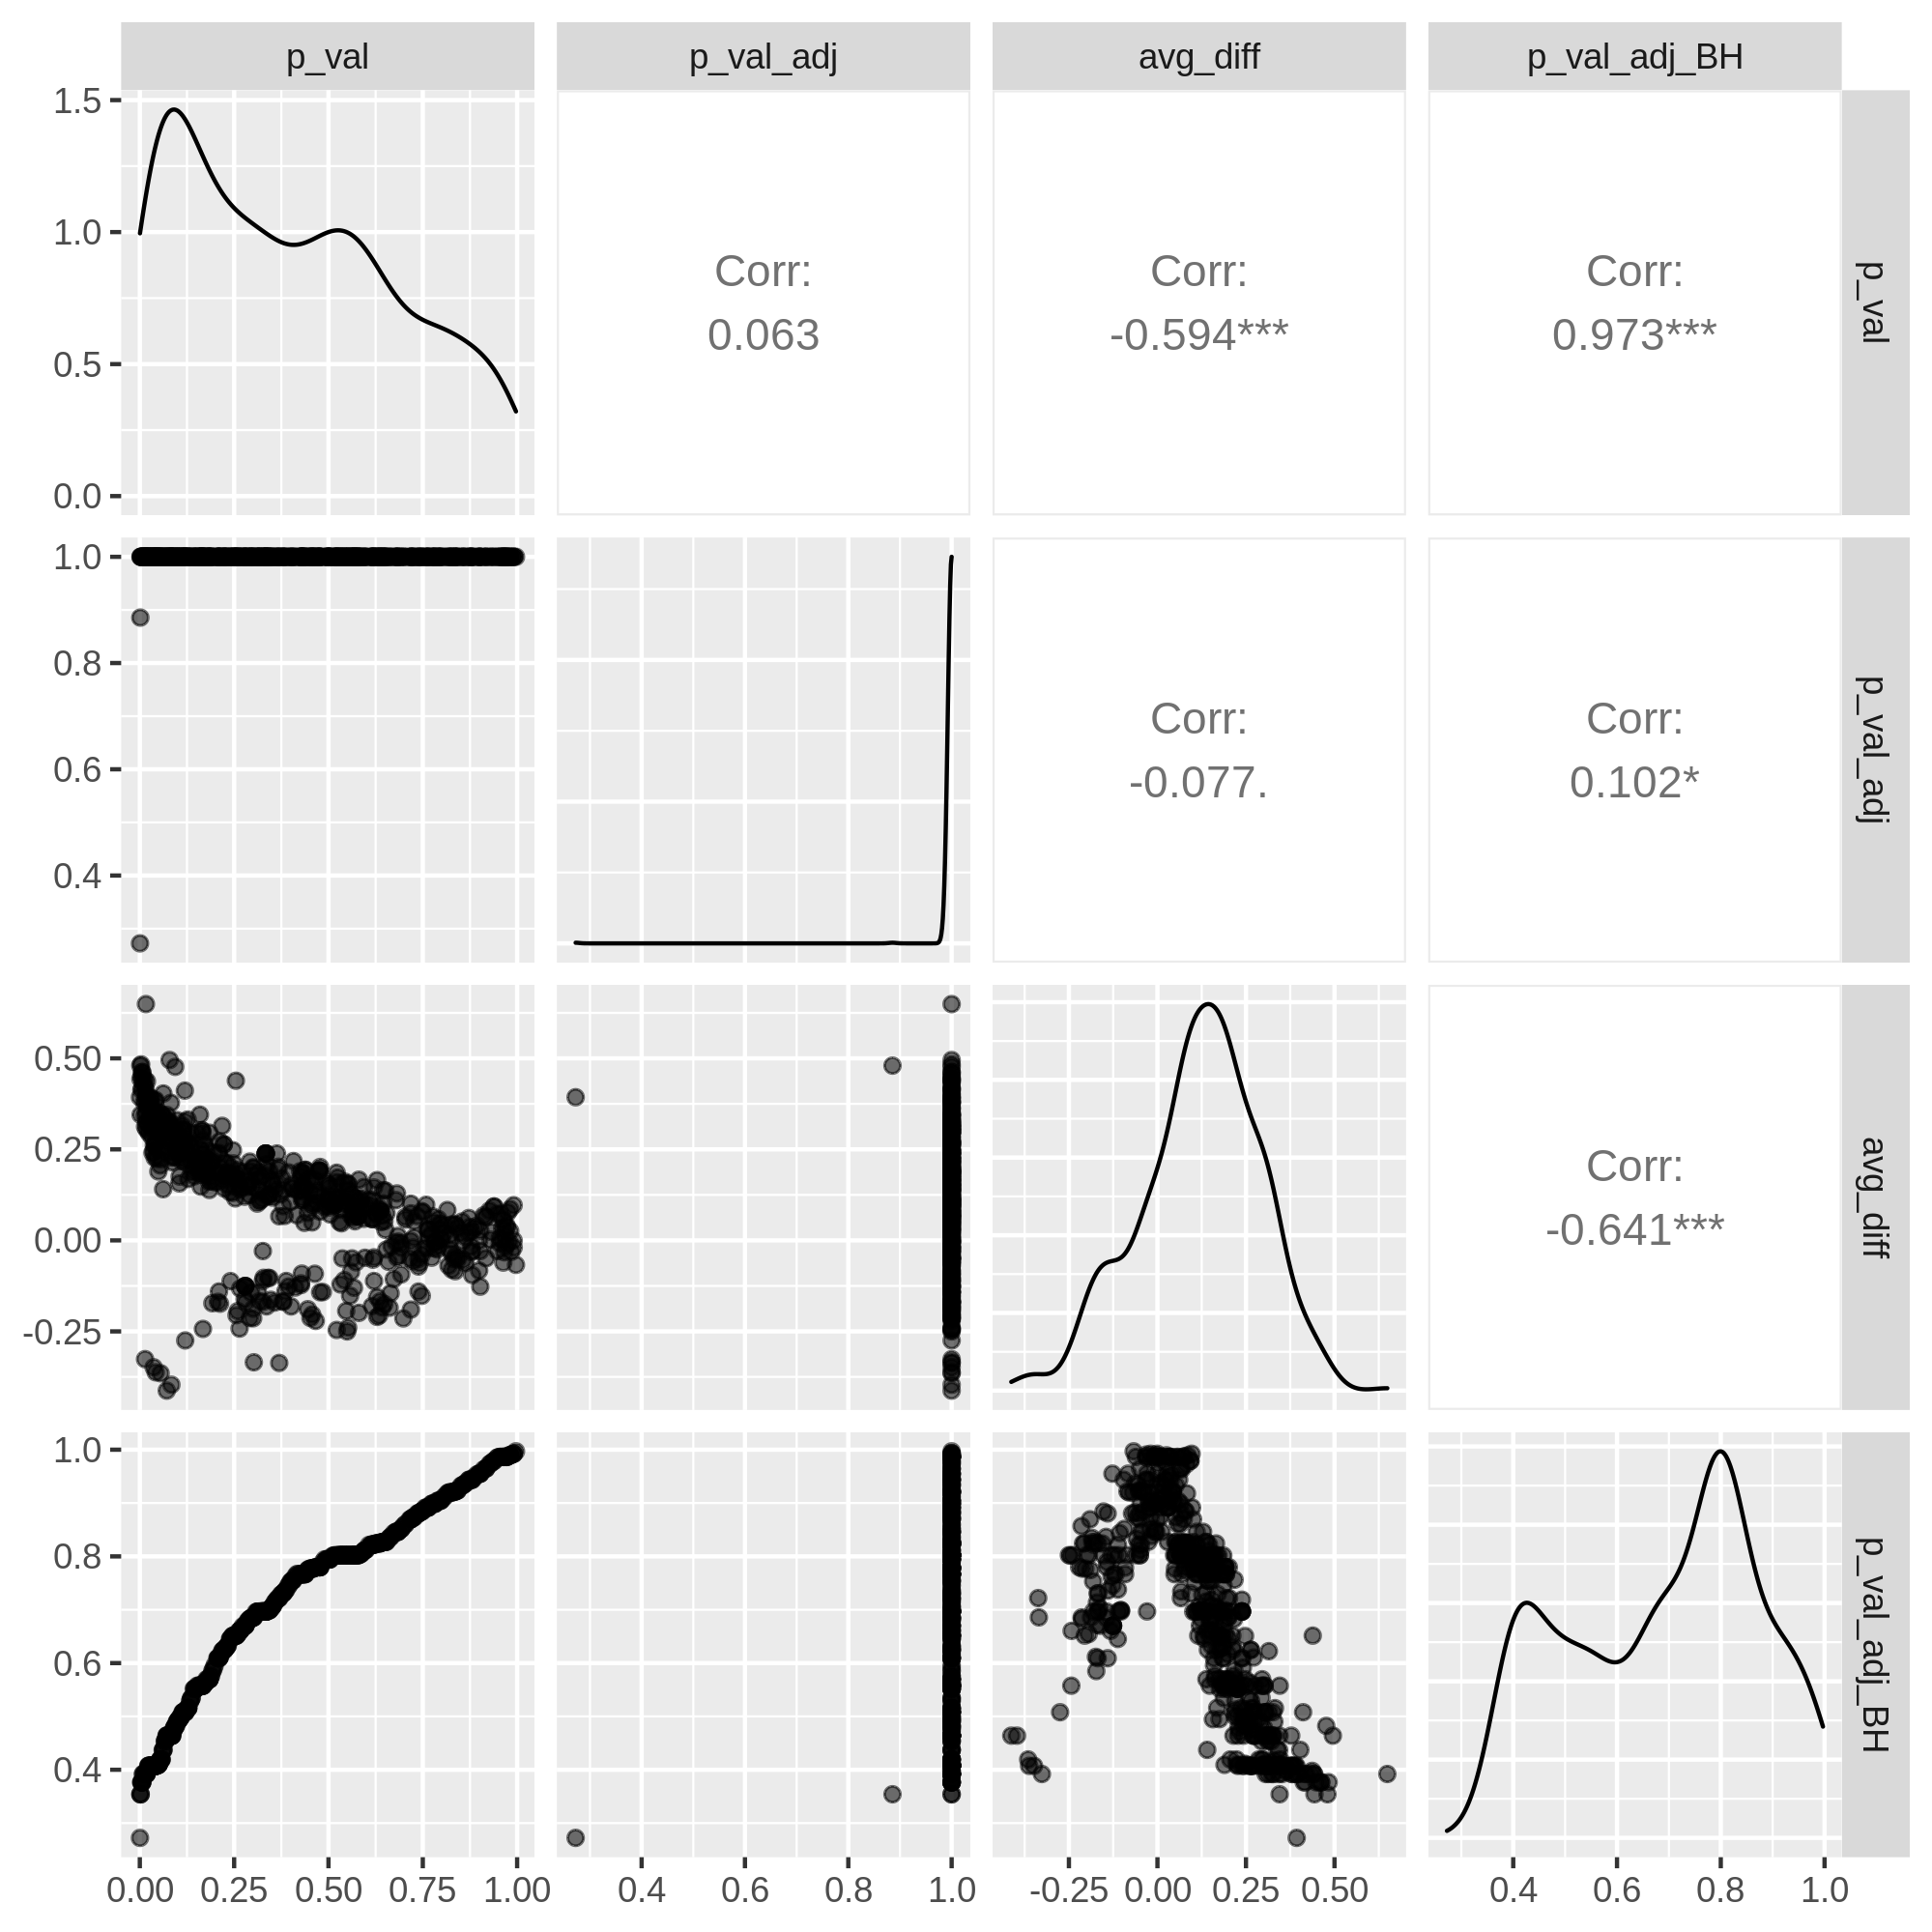 p_val p_val_adj avg_diff p_val_adj_BH
1.5
1.0
0.5
0.0
Corr:
0.063
Corr:
-0.594***
Corr:
0.973***
p_val
1.0
0.8
0.6
0.4
Corr:
-0.077.
Corr:
0.102*
p_val_adj
0.50
0.25
0.00
-0.25
Corr:
-0.641***
avg_diff
1.0
0.8
0.6
0.4
p_val_adj_BH
0.00 0.25 0.50 0.75 1.00 0.4 0.6 0.8 1.0 -0.25 0.00 0.25 0.50 0.4 0.6 0.8 1.0